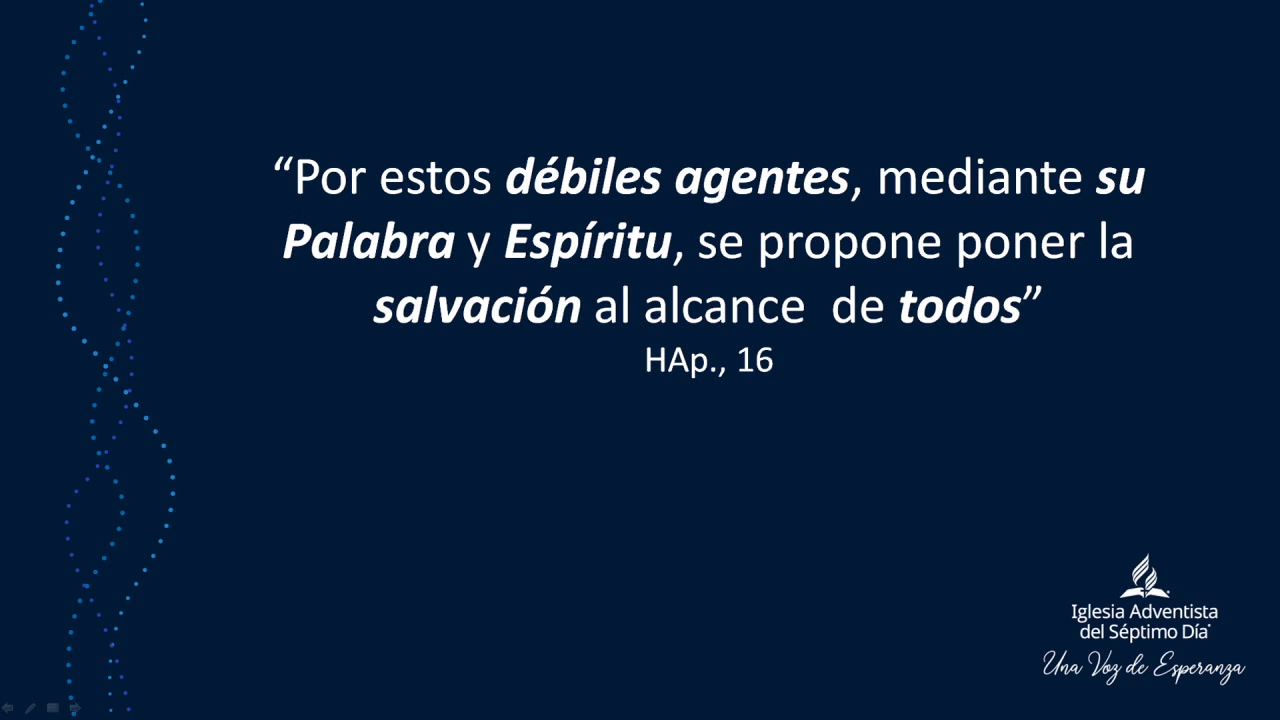 “Por estos débiles agentes, mediante su
Palabra y Espíritu, se propone poner la
salvación al alcance  de todos”
HAp., 16
Iglesia Adventista
del Séptimo Día
Una Voz de Esperanza